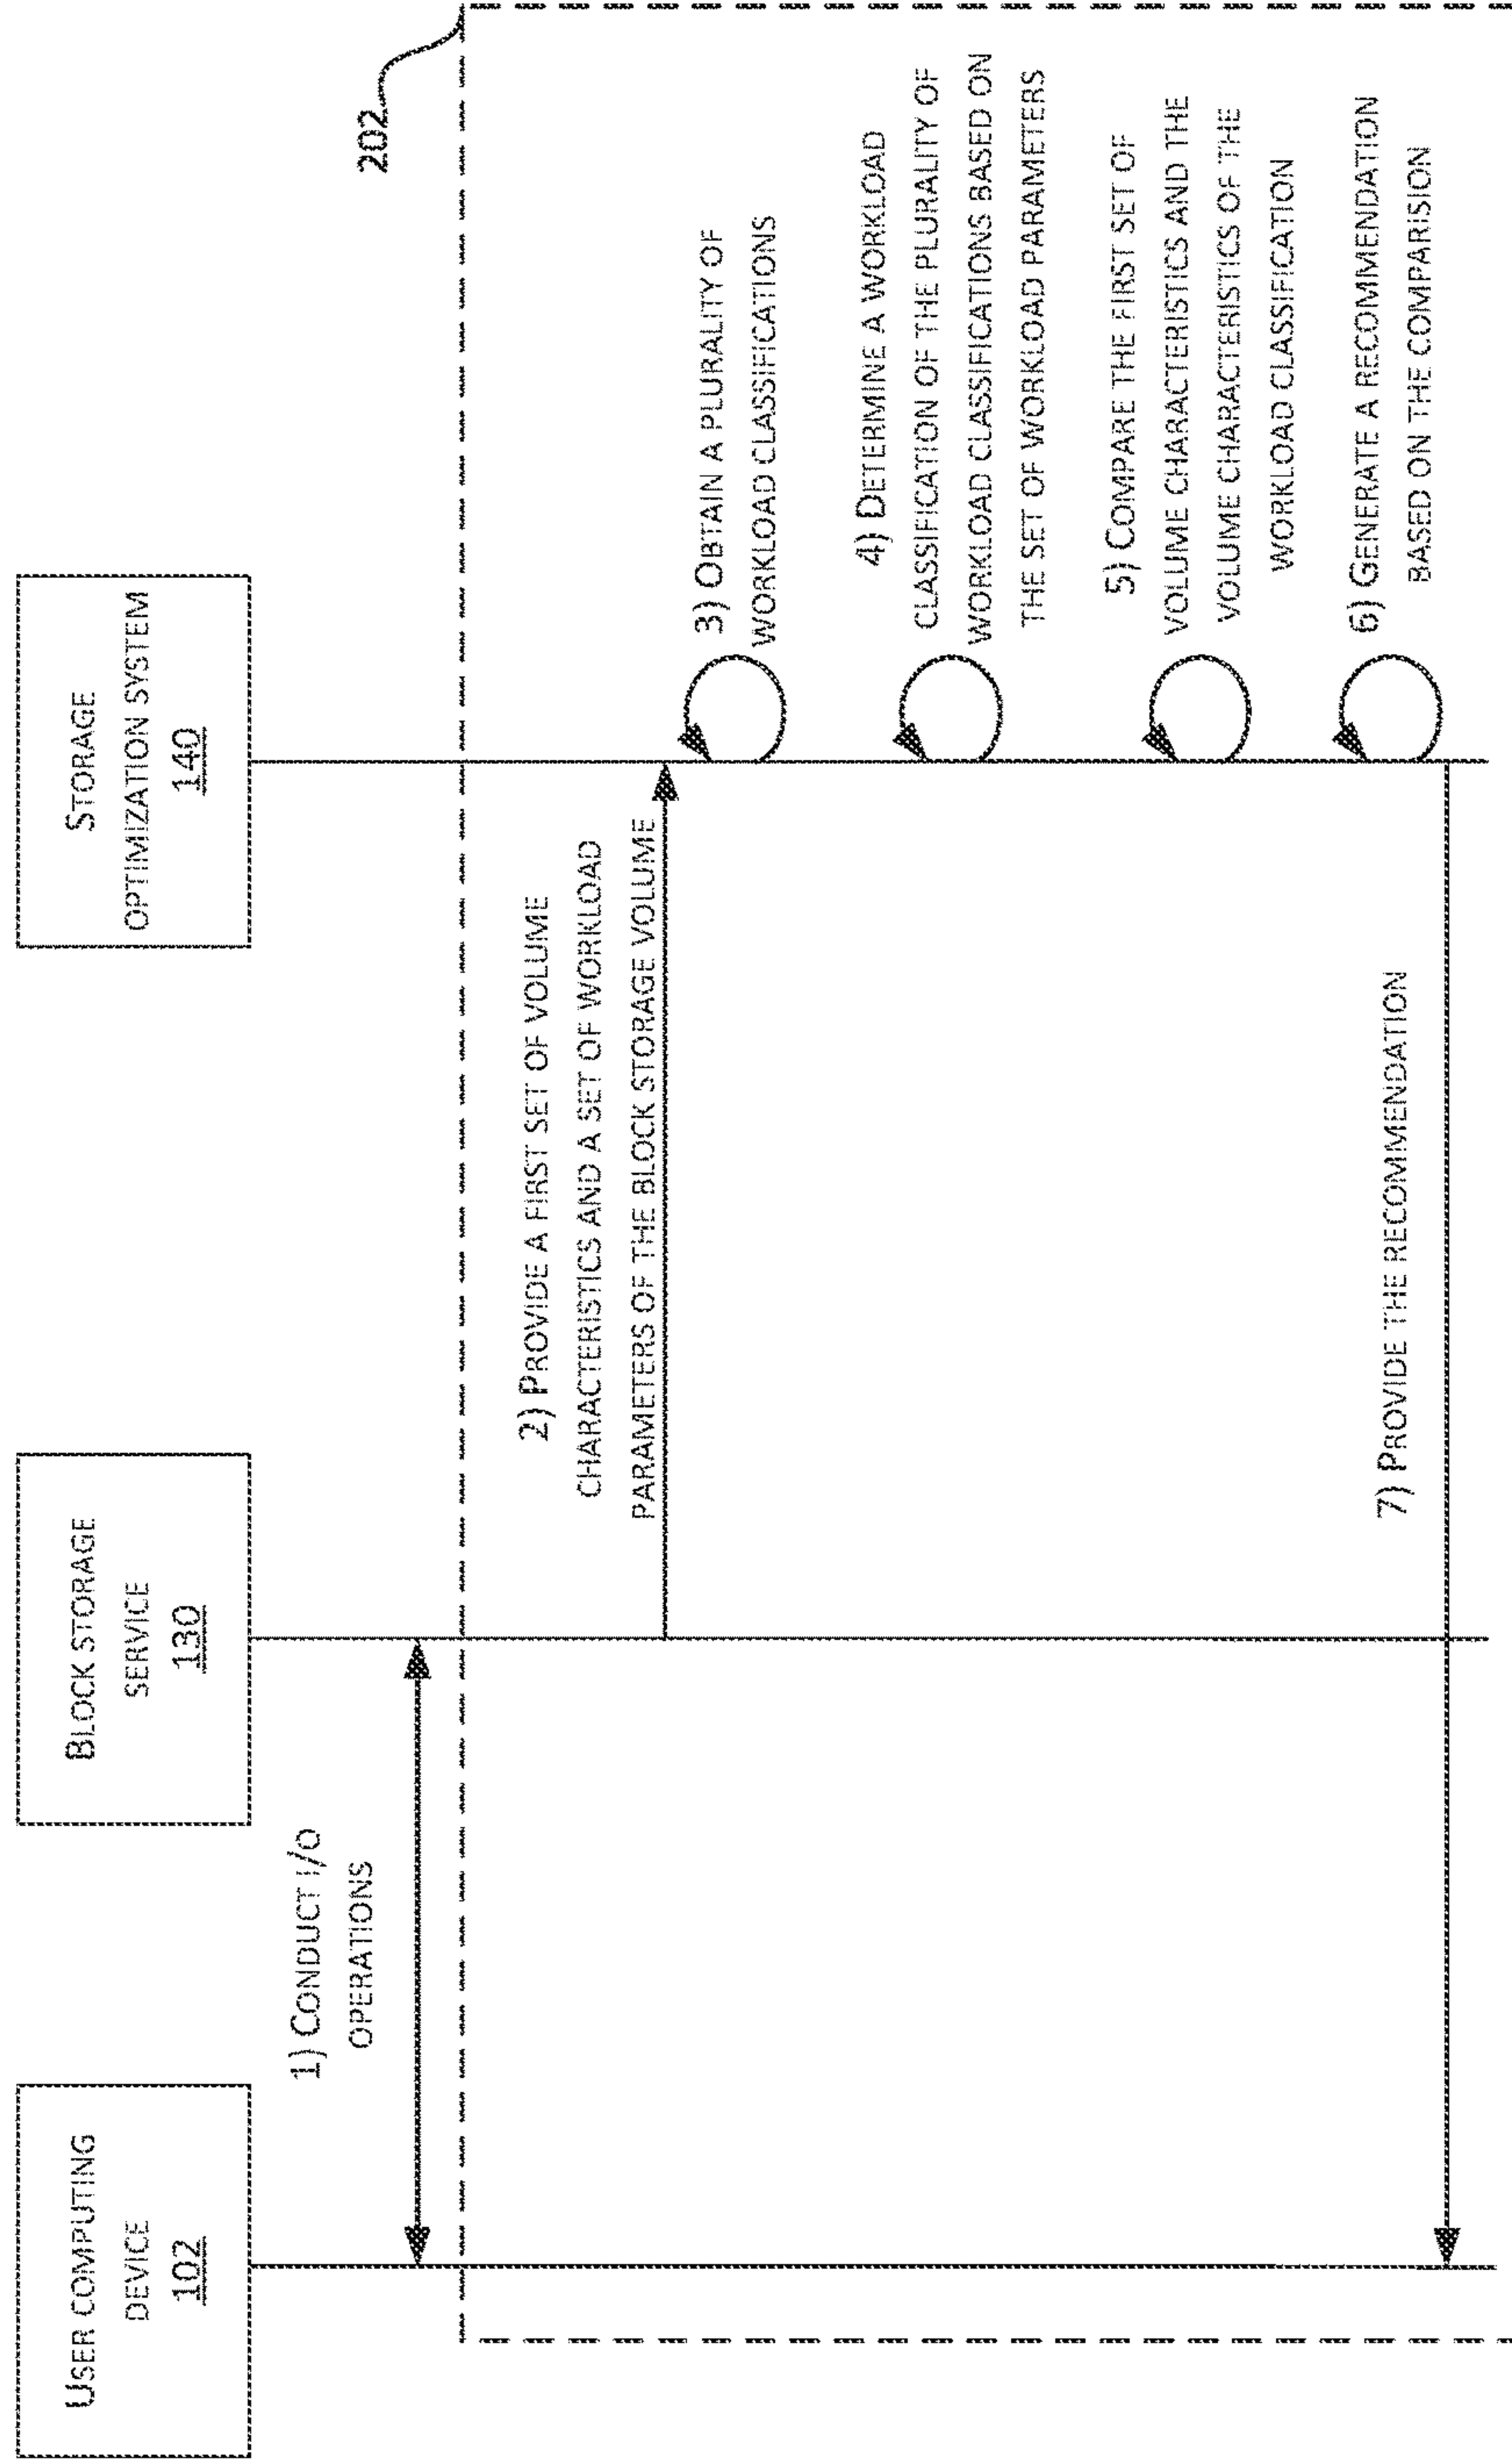 USER COMPUTING
DEVICE
102
BLOCK STORAGE
SERVICE
130
STORAGE
OPTIMIZATION SYSTEM
140
1) CONDUCT I/O
OPERATIONS
202
2) PROVIDE A FIRST SET OF VOLUME
CHARACTERISTICS AND A SET OF WORKLOAD
PARAMETERS OF THE BLOCK STORAGE VOLUME
3) OBTAIN A PLURALITY OF
WORKLOAD CLASSIFICATIONS
4) DETERMINE A WORKLOAD
CLASSIFICATION OF THE PLURALITY OF
WORKLOAD CLASSIFICATIONS BASED ON
THE SET OF WORKLOAD PARAMETERS
5) COMPARE THE FIRST SET OF
VOLUME CHARACTERISTICS AND THE
VOLUME CHARACTERISTICS OF THE
WORKLOAD CLASSIFICATION
6) GENERATE A RECOMMENDATION
BASED ON THE COMPARISION
7) PROVIDE THE RECOMMENDATION